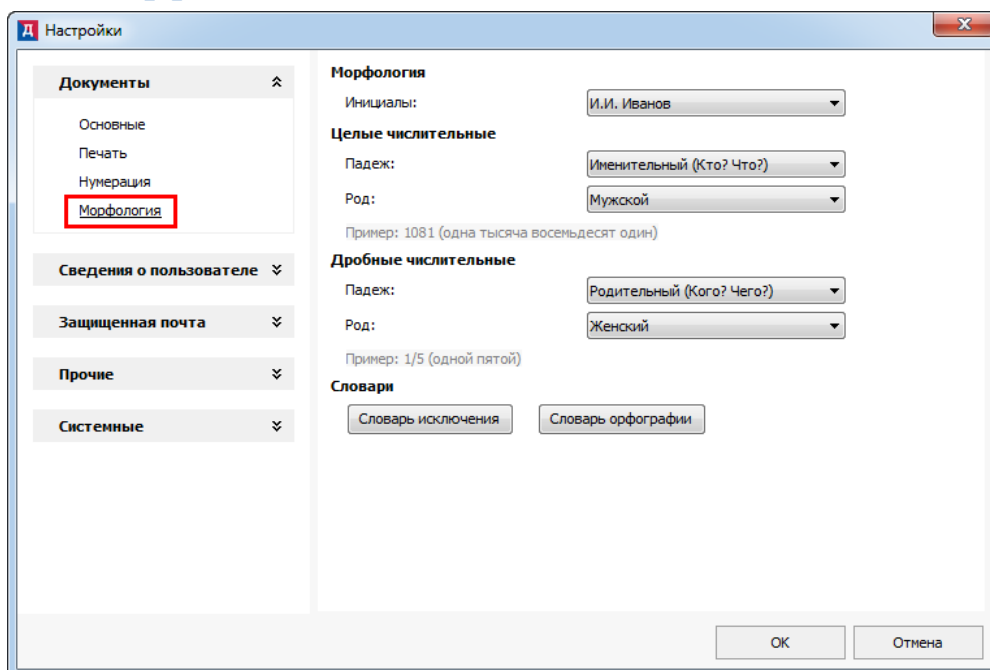 Д Настройки
Документы
Основные
Печать
Нумерация
Морфология
Сведения о пользователе
Защищенная почта
Прочие
Системные
Морфология
Инициалы: И.И. Иванов
Целые числительные
Падеж: Именительный (Кто? Что?)
Род: Мужской
Пример: 1081 (одна тысяча восемьдесят один)
Дробные числительные
Падеж: Родительный (Кого? Чего?)
Род: Женский
Пример: 1/5 (одной пятой)
Словари
Словарь исключения Словарь орфографии
ОК Отмена